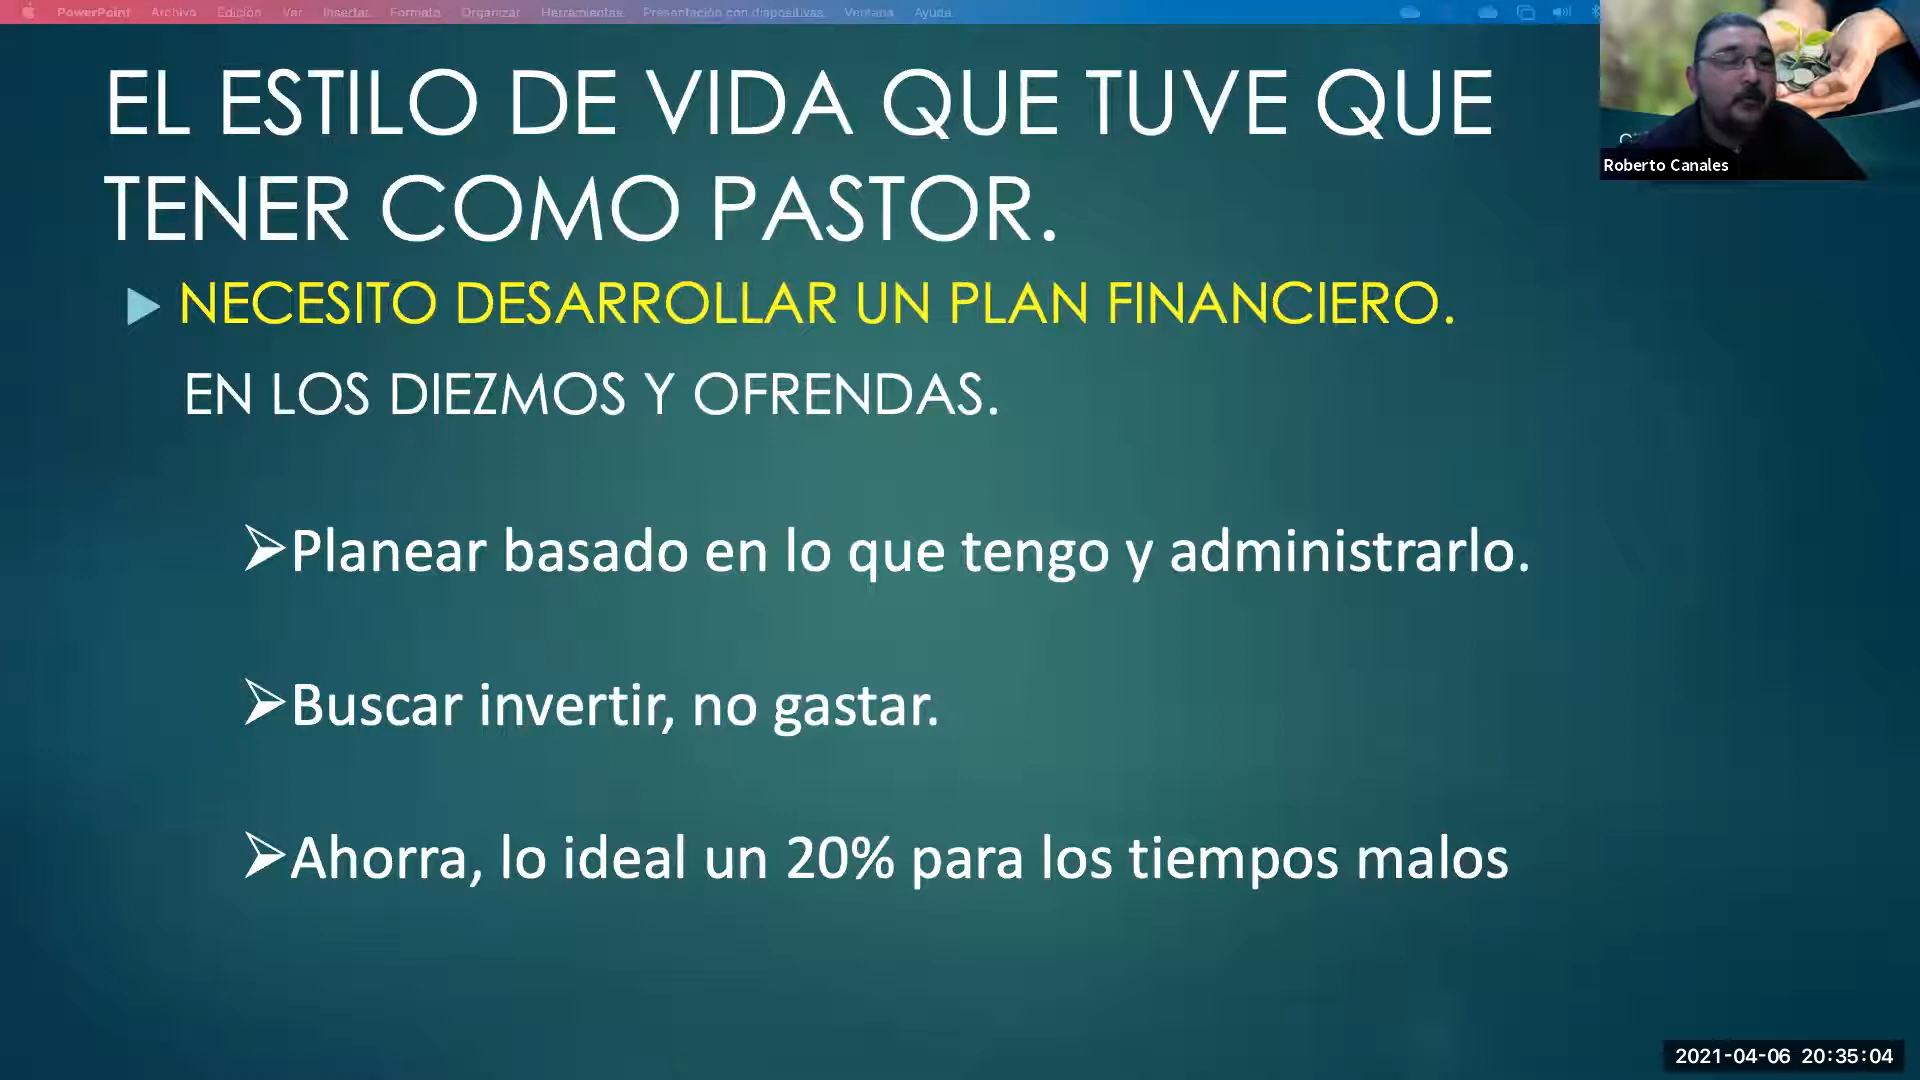 PowerPoint Archivo Edición Ver Insertar Formato Organizar Herramientas Presentación con diapositivas Ventana Ayuda
EL ESTILO DE VIDA QUE TUVE QUE
TENER COMO PASTOR.
Roberto Canales
NECESITO DESARROLLAR UN PLAN FINANCIERO.
EN LOS DIEZMOS Y OFRENDAS.
Planear basado en lo que tengo y administrarlo.
Buscar invertir, no gastar.
Ahorra, lo ideal un 20% para los tiempos malos
2021-04-06 20:35:04